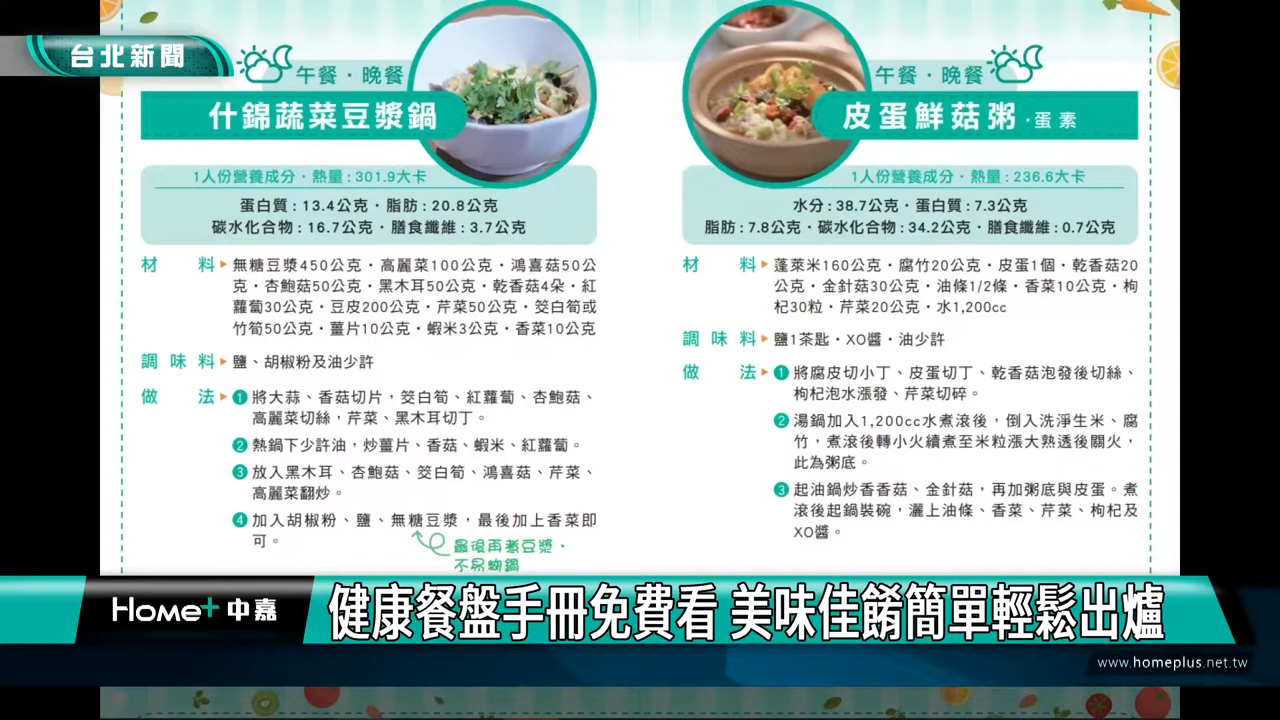 台北新聞
午餐・晚餐
什錦蔬菜豆漿鍋
1人份營養成分・熱量：301.9大卡
蛋白質：13.4公克・脂肪：20.8公克
碳水化合物：16.7公克・膳食纖維：3.7公克
材料▸無糖豆漿450公克・高麗菜100公克・鴻喜菇50公
克・杏鮑菇50公克・黑木耳50公克・乾香菇4朵・紅
蘿蔔30公克・豆皮200公克・芹菜50公克・筊白筍或
竹筍50公克・薑片10公克・蝦米3公克・香菜10公克
調味料▸鹽、胡椒粉及油少許
做法▸❶將大蒜、香菇切片，筊白筍、紅蘿蔔、杏鮑菇、
高麗菜切絲，芹菜、黑木耳切丁。
❷熱鍋下少許油，炒薑片、香菇、蝦米、紅蘿蔔。
❸放入黑木耳、杏鮑菇、筊白筍、鴻喜菇、芹菜、
高麗菜翻炒。
❹加入胡椒粉、鹽、無糖豆漿，最後加上香菜即
可。
最後再煮豆漿，
不易糊鍋
午餐・晚餐
皮蛋鮮菇粥・蛋素
1人份營養成分・熱量：236.6大卡
水分：38.7公克・蛋白質：7.3公克
脂肪：7.8公克・碳水化合物：34.2公克・膳食纖維：0.7公克
材料▸蓬萊米160公克・腐竹20公克・皮蛋1個・乾香菇20
公克・金針菇30公克・油條1/2條・香菜10公克・枸
杞30粒・芹菜20公克・水1,200cc
調味料▸鹽1茶匙・XO醬・油少許
做法▸❶將腐皮切小丁、皮蛋切丁、乾香菇泡發後切絲、
枸杞泡水漲發、芹菜切碎。
❷湯鍋加入1,200cc水煮滾後，倒入洗淨生米、腐
竹，煮滾後轉小火續煮至米粒漲大熟透後關火，
此為粥底。
❸起油鍋炒香香菇、金針菇，再加粥底與皮蛋。煮
滾後起鍋裝碗，灑上油條、香菜、芹菜、枸杞及
XO醬。
Home+中嘉
健康餐盤手冊免費看 美味佳餚簡單輕鬆出爐
www.homeplus.net.tw